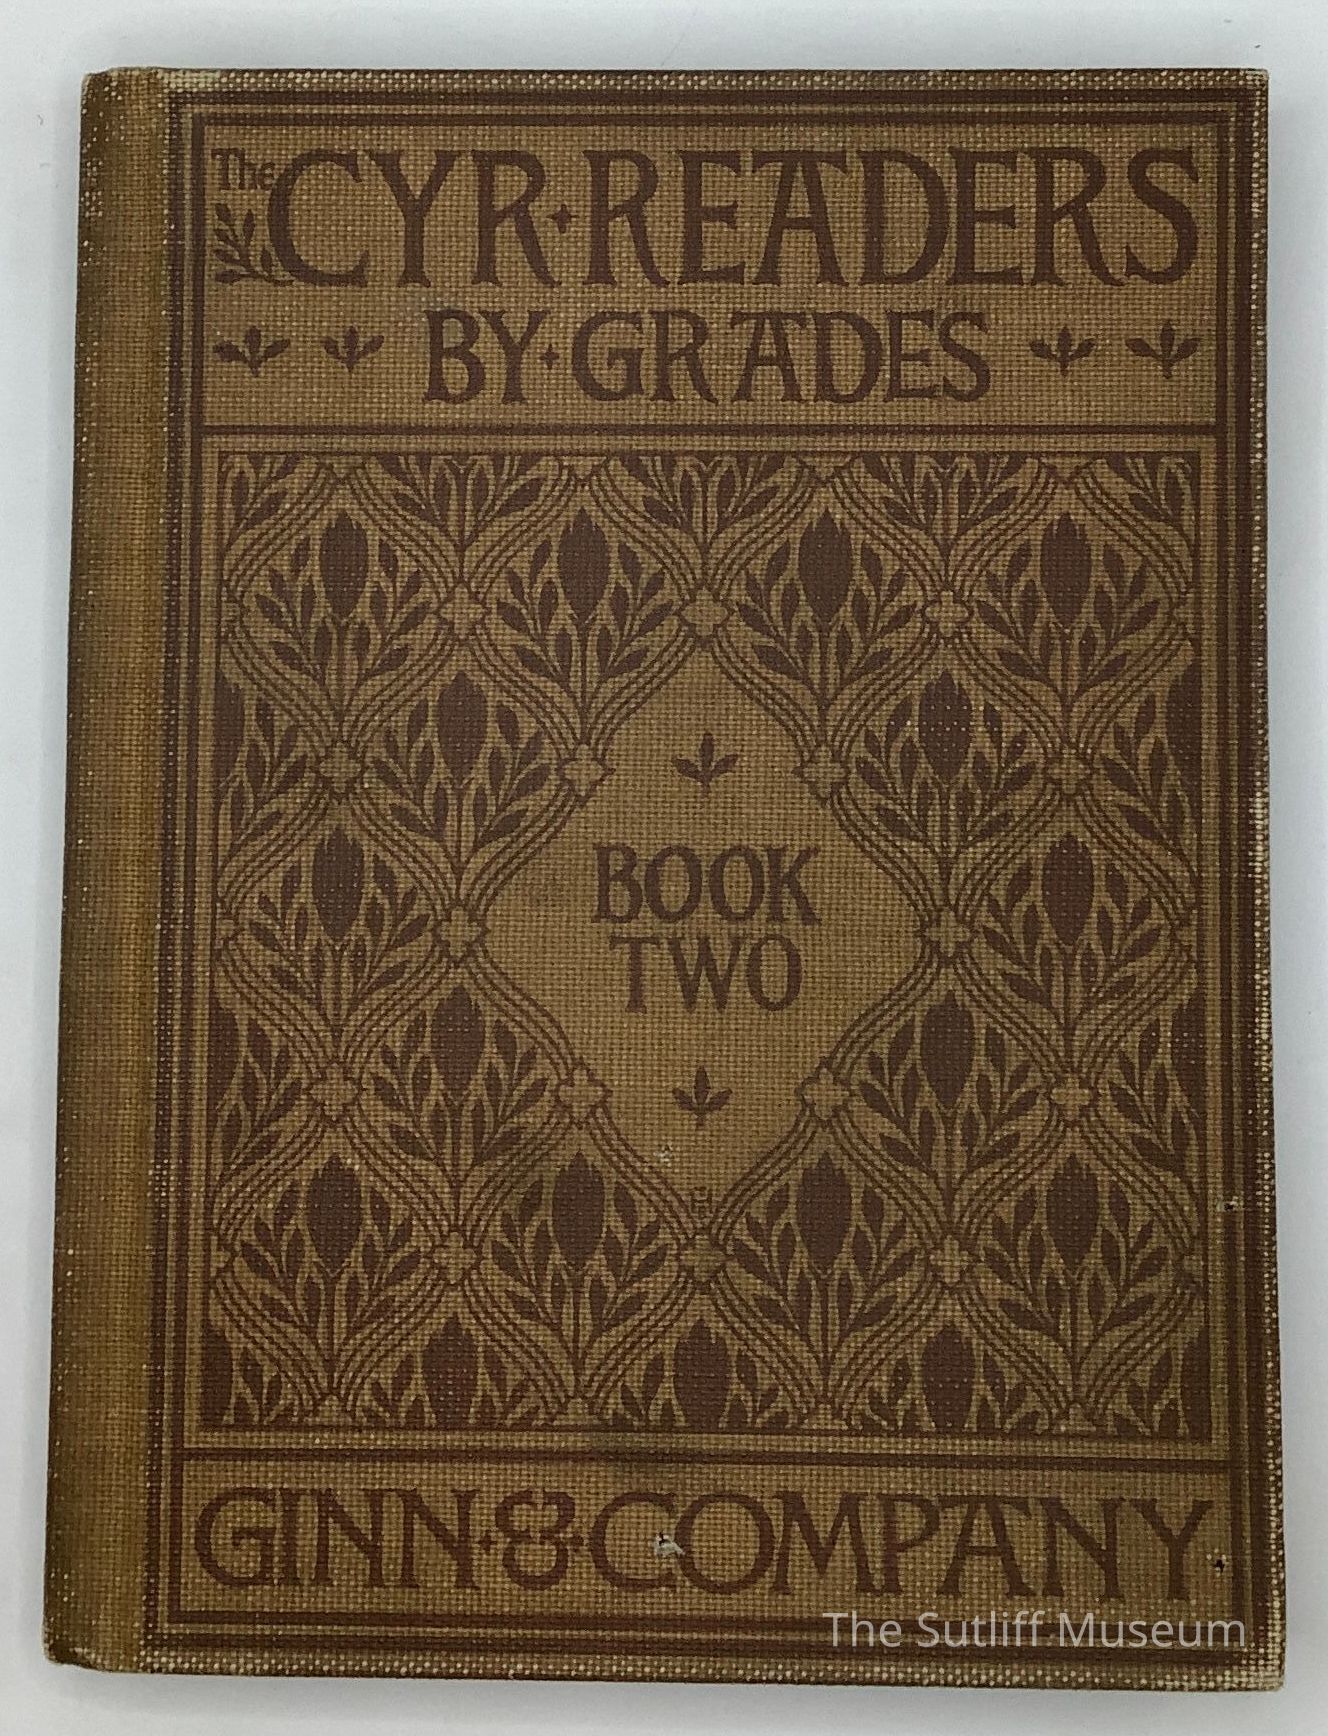 The CYR·READERS
BY·GRADES
BOOK
TWO
GINN·&·COMPANY
The Sutliff Museum